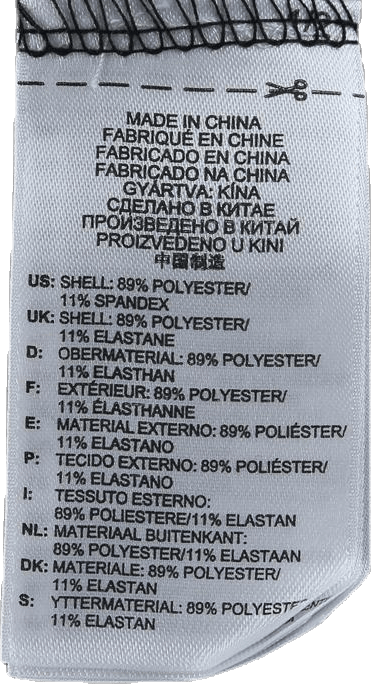 MADE IN CHINA
FABRIQUÉ EN CHINE
FABRICADO EN CHINA
FABRICADO NA CHINA
GYÁRTVA: KÍNA
СДЕЛАНО В КИТАЕ
ПРОИЗВЕДЕНО В КИТАЙ
PROIZVEDENO U KINI
中国制造
US: SHELL: 89% POLYESTER/
11% SPANDEX
UK: SHELL: 89% POLYESTER/
11% ELASTANE
D: OBERMATERIAL: 89% POLYESTER/
11% ELASTHAN
F: EXTÉRIEUR: 89% POLYESTER/
11% ÉLASTHANNE
E: MATERIAL EXTERNO: 89% POLIÉSTER/
11% ELASTANO
P: TECIDO EXTERNO: 89% POLIÉSTER/
11% ELASTANO
I: TESSUTO ESTERNO:
89% POLIESTERE/11% ELASTAN
NL: MATERIAAL BUITENKANT:
89% POLYESTER/11% ELASTAAN
DK: MATERIALE: 89% POLYESTER/
11% ELASTAN
S: YTTERMATERIAL: 89%
11% ELASTAN